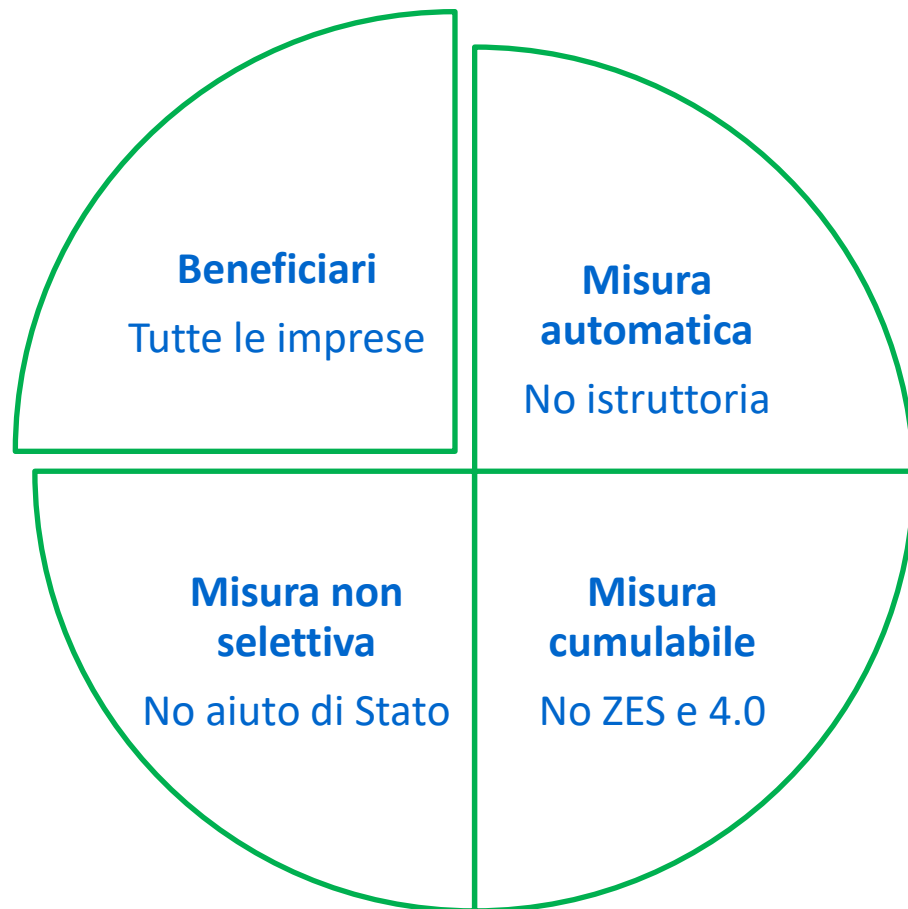 Beneficiari
Tutte le imprese
Misura
automatica
No istruttoria
Misura non
selettiva
No aiuto di Stato
Misura
cumulabile
No ZES e 4.0